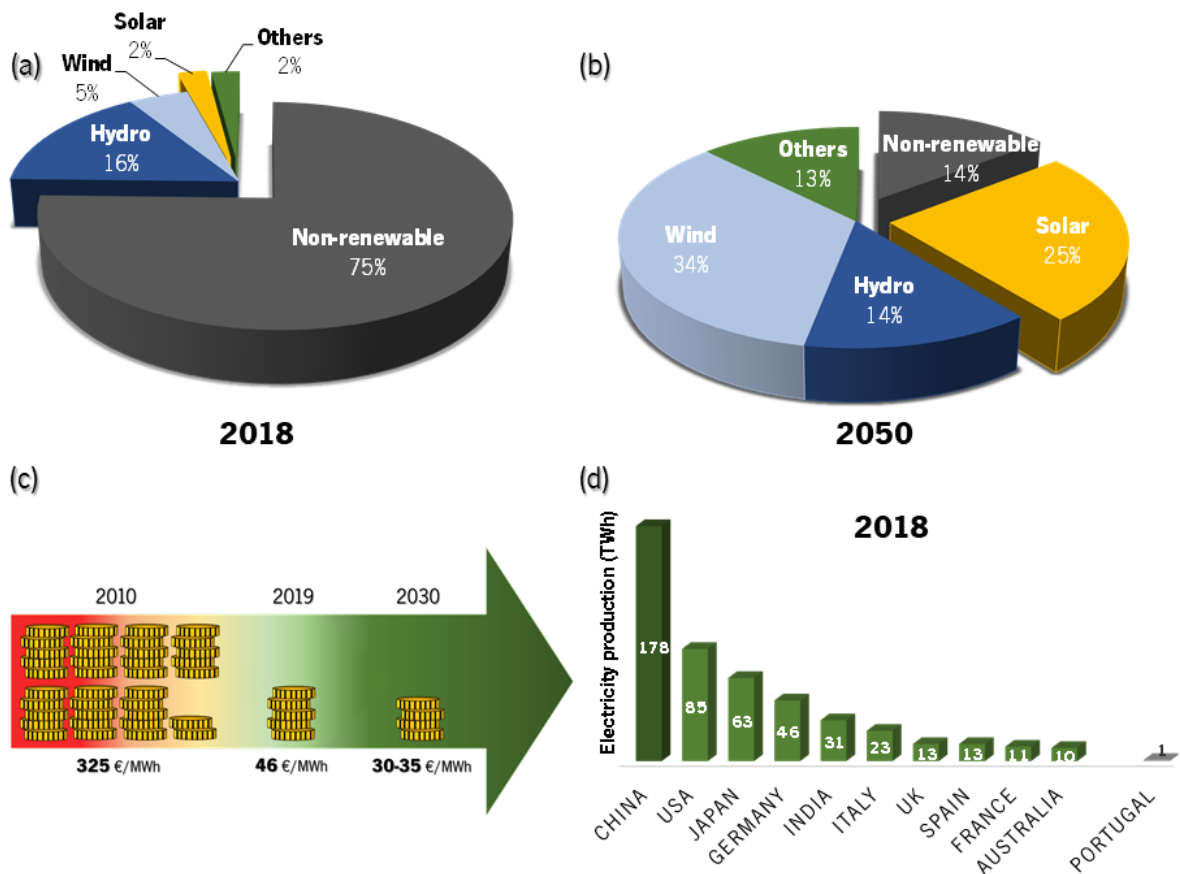 (a)
Solar
2%
Others
2%
Wind
5%
Hydro
16%
Non-renewable
75%
2018
(b)
Non-renewable
14%
Others
13%
Solar
25%
Wind
34%
Hydro
14%
2050
(c)
2010
2019
2030
325 €/MWh
46 €/MWh
30-35 €/MWh
(d)
2018
Electricity production (TWh)
178
85
63
46
31
23
13
13
11
10
1
CHINA
USA
JAPAN
GERMANY
INDIA
ITALY
UK
SPAIN
FRANCE
AUSTRALIA
PORTUGAL